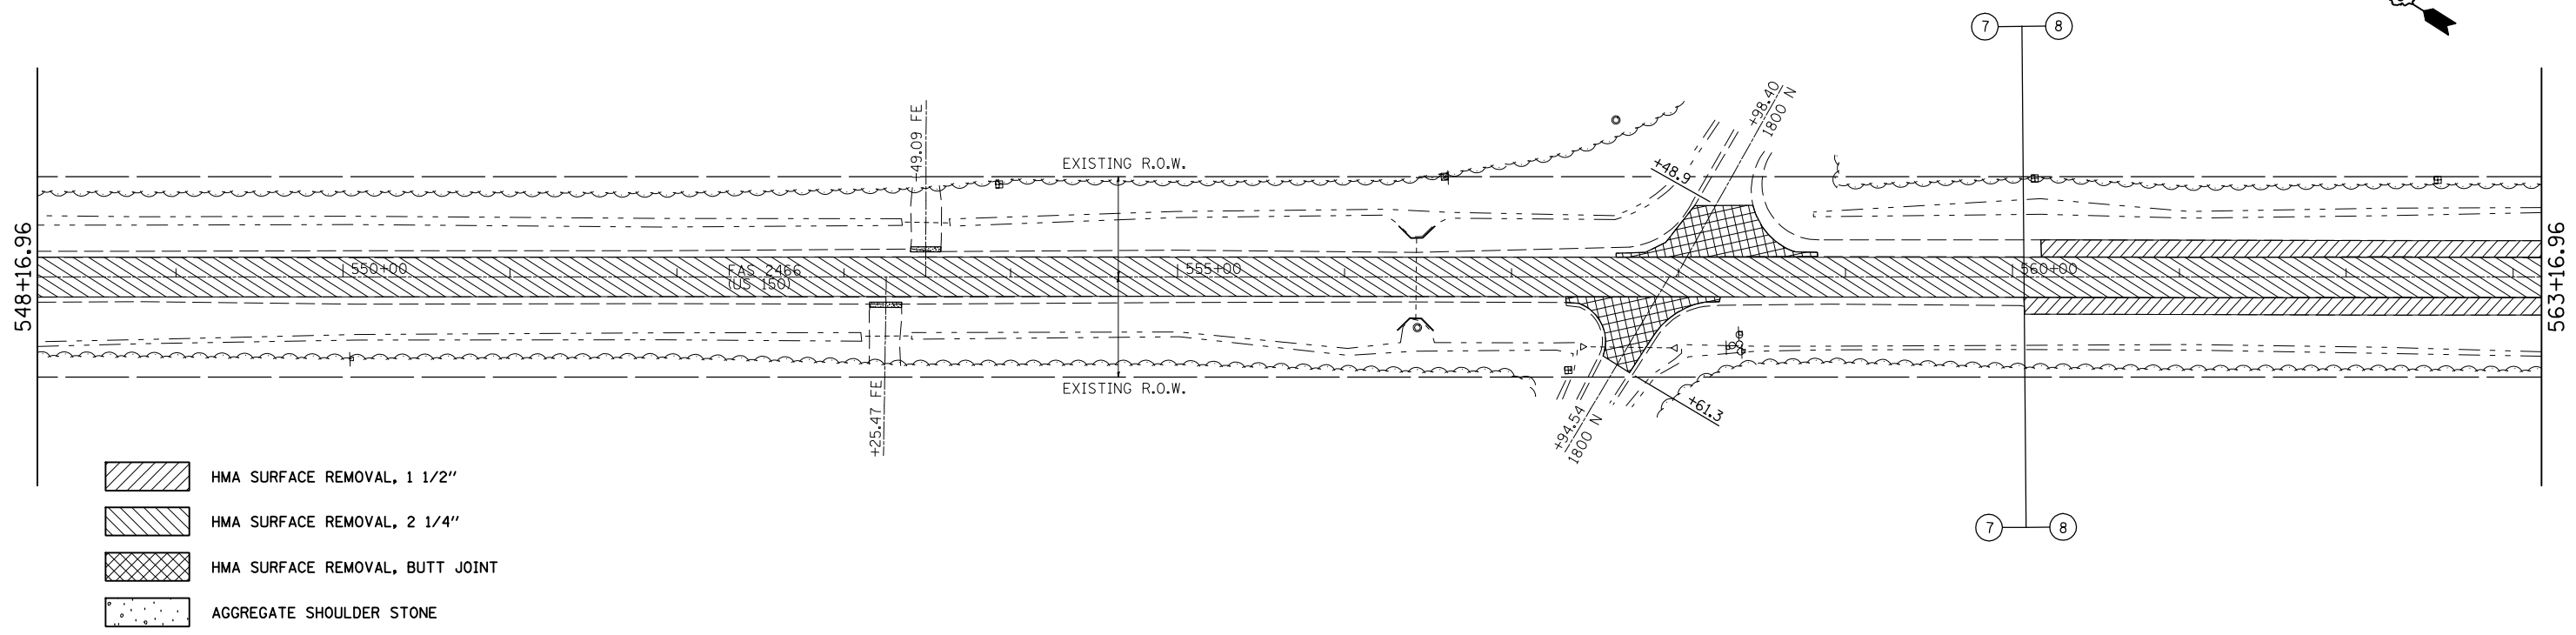 7 8
+98.40
1800 N
+49.09 FE
EXISTING R.O.W.
+48.9
548+16.96
550+00
FAS 2466
(US 150)
555+00
560+00
563+16.96
EXISTING R.O.W.
+25.47 FE
+94.54
1800 N
+61.3
7 8
HMA SURFACE REMOVAL, 1 1/2"
HMA SURFACE REMOVAL, 2 1/4"
HMA SURFACE REMOVAL, BUTT JOINT
AGGREGATE SHOULDER STONE